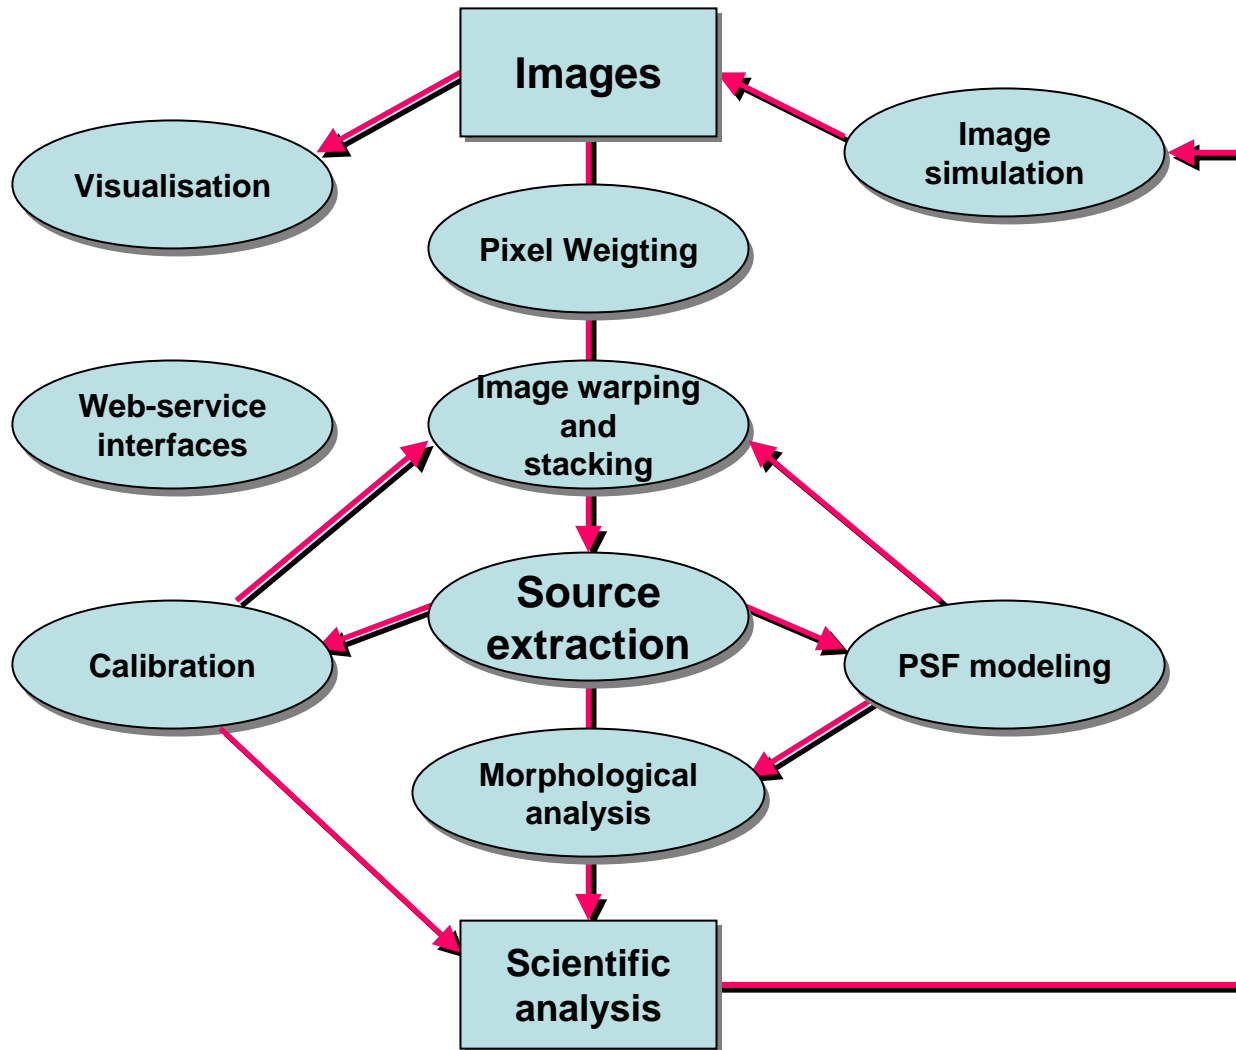 Images
Image
simulation
Visualisation
Pixel Weigting
Image warping
and
stacking
Web-service
interfaces
Source
extraction
Calibration
PSF modeling
Morphological
analysis
Scientific
analysis